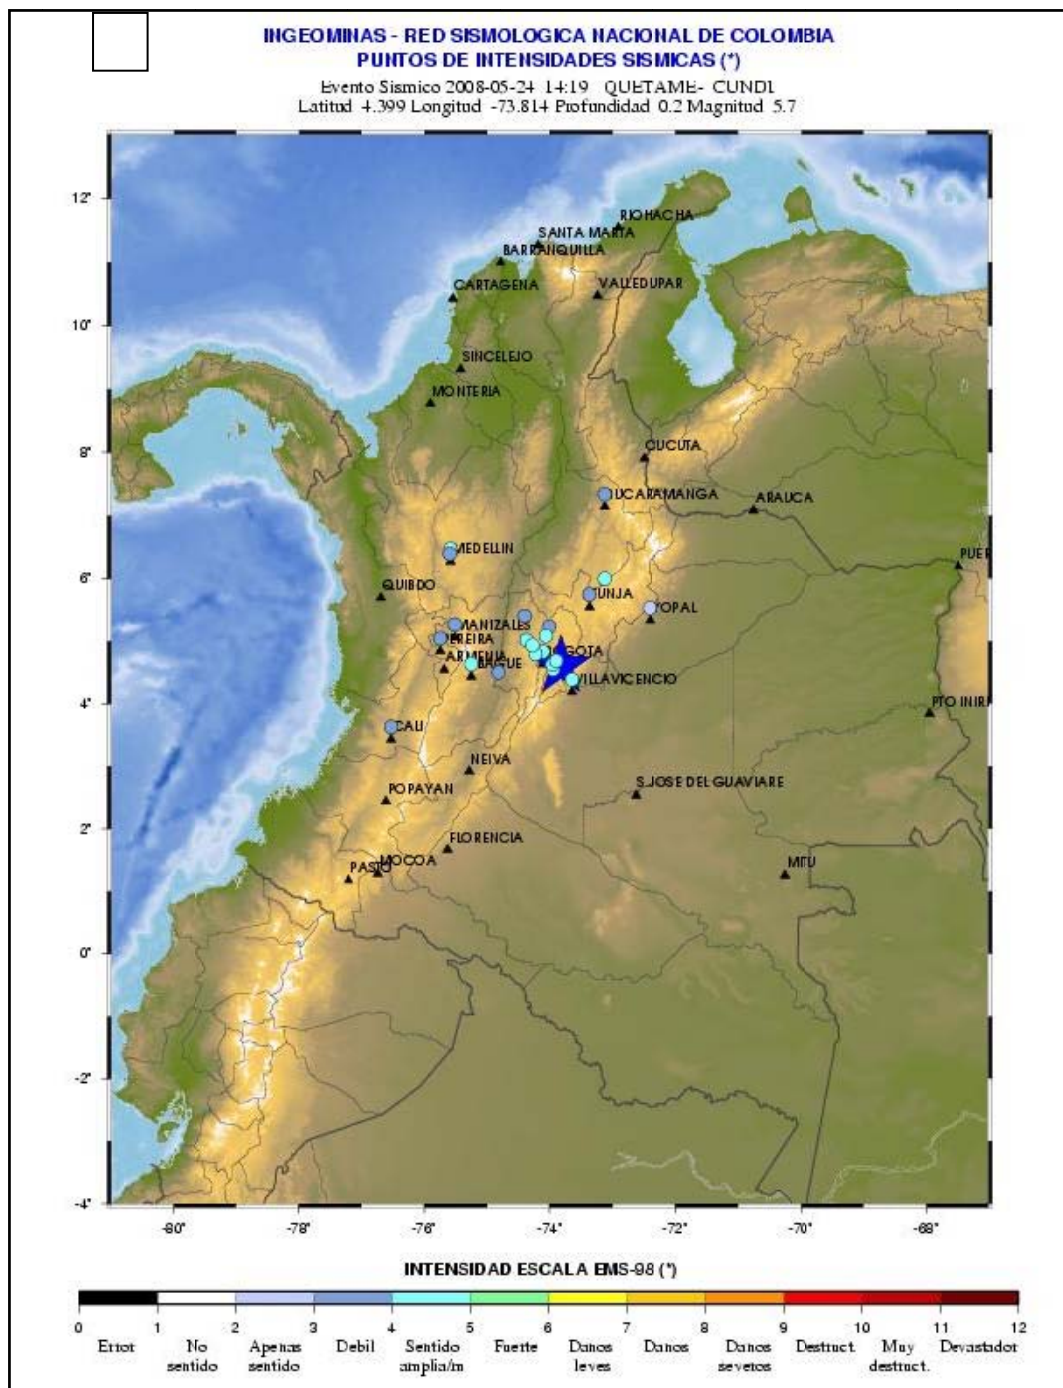 INGEOMINAS - RED SISMOLOGICA NACIONAL DE COLOMBIA
PUNTOS DE INTENSIDADES SISMICAS (*)
Evento Sismico 2008-05-24 14:19 QUETAME- CUNDI
Latitud 4.399 Longitud -73.814 Profundidad 0.2 Magnitud 5.7
12°
RIOHACHA
SANTA MARTA
BARRANQUILLA
CARTAGENA
VALLEDUPAR
10°
SINCELEJO
MONTERIA
8°
CUCUTA
UCARAMANGA
ARAUCA
MEDELLIN
6°
PUER
QUIBDO
TUNJA
YOPAL
MANIZALES
PEREIRA
OGOTA
ARMENIA
BAGUE
VILLAVICENCIO
4°
PTO INIRI
CALI
NEIVA
S.JOSE DEL GUAVIARE
POPAYAN
2°
FLORENCIA
MOCOA
PASTO
MITU
0°
-2°
-4°
-80° -78° -76° -74° -72° -70° -68°
INTENSIDAD ESCALA EMS-98 (*)
0 1 2 3 4 5 6 7 8 9 10 11 12
Error No Apenas Debil Sentido Fuerte Danos Danos Danos Destruct. Muy Devastador
sentido sentido amplia/m leves severos destruct.